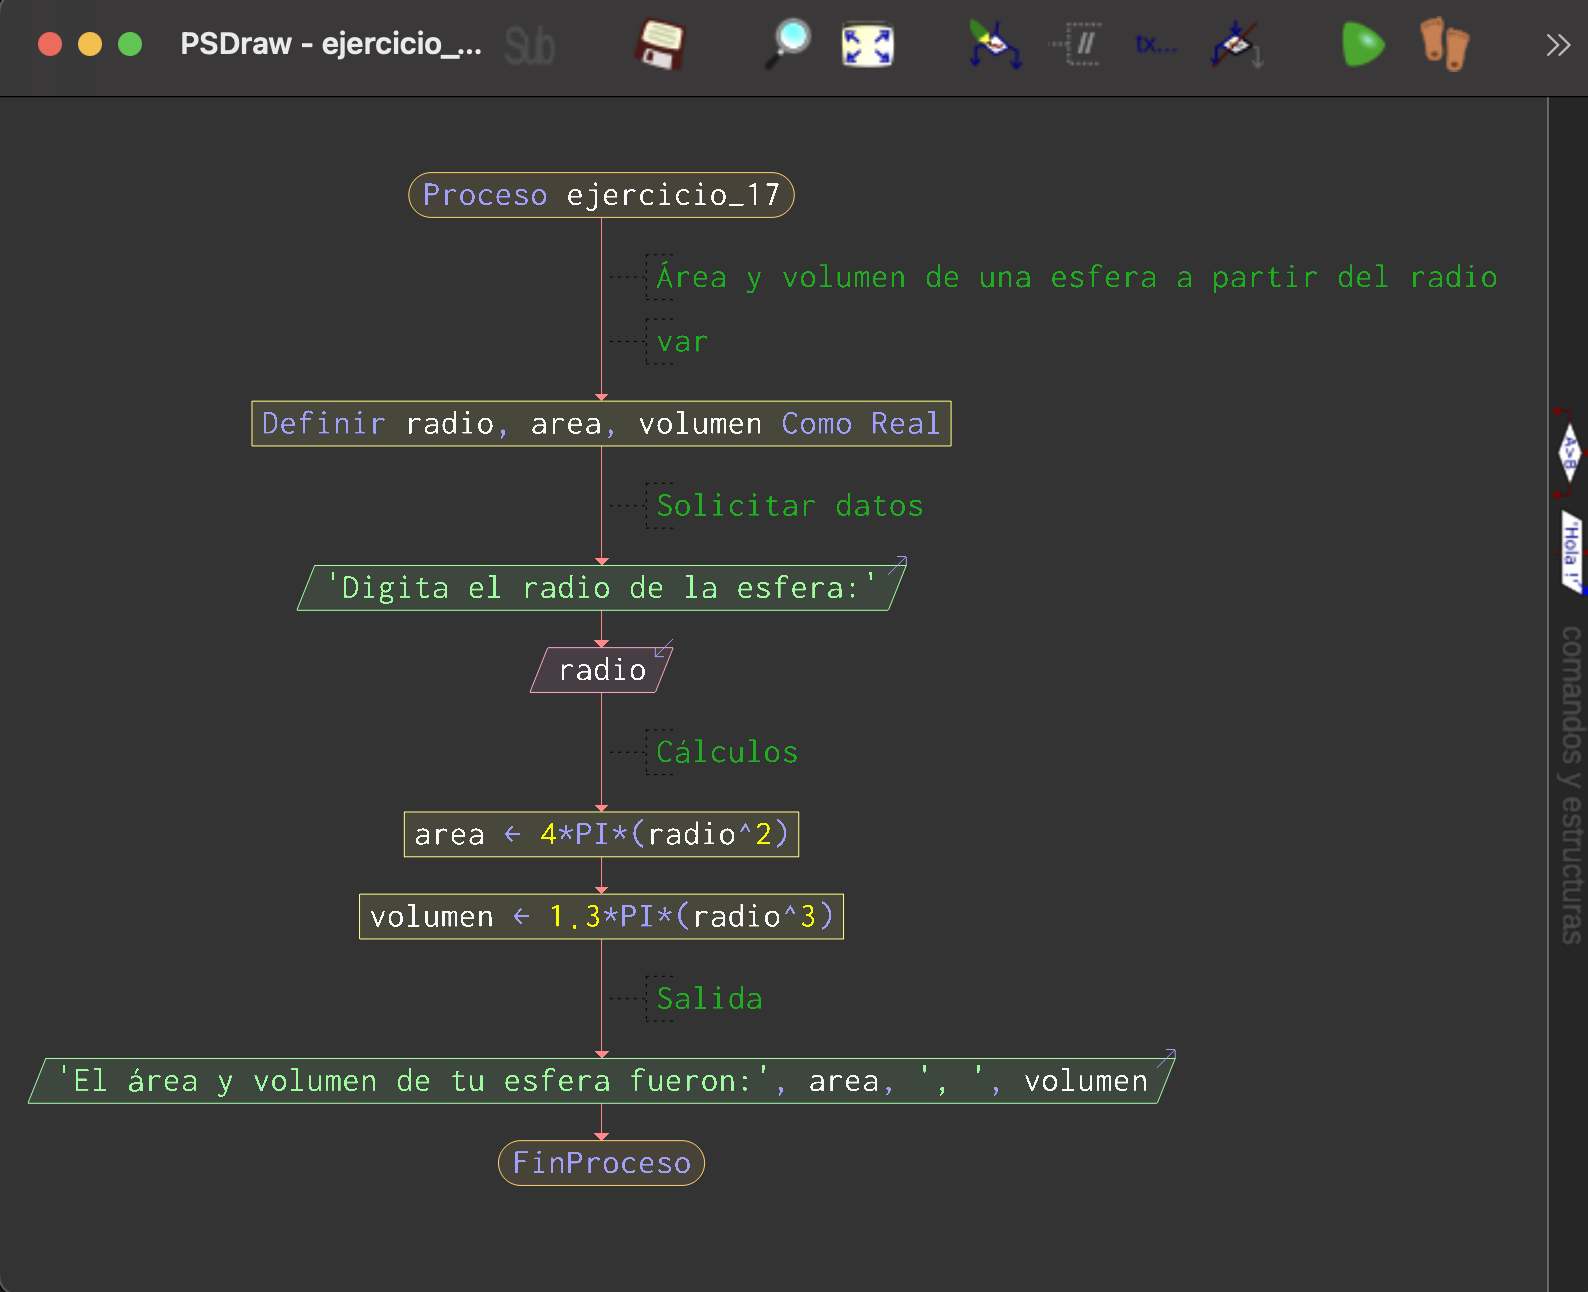 PSDraw - ejercicio_...
Sub
//
tx...
Proceso ejercicio_17
Área y volumen de una esfera a partir del radio
var
Definir radio, area, volumen Como Real
A>B
Solicitar datos
'Hola !'
'Digita el radio de la esfera:'
radio
comandos y estructuras
Cálculos
area ← 4*PI*(radio^2)
volumen ← 1.3*PI*(radio^3)
Salida
'El área y volumen de tu esfera fueron:', area, ', ', volumen
FinProceso